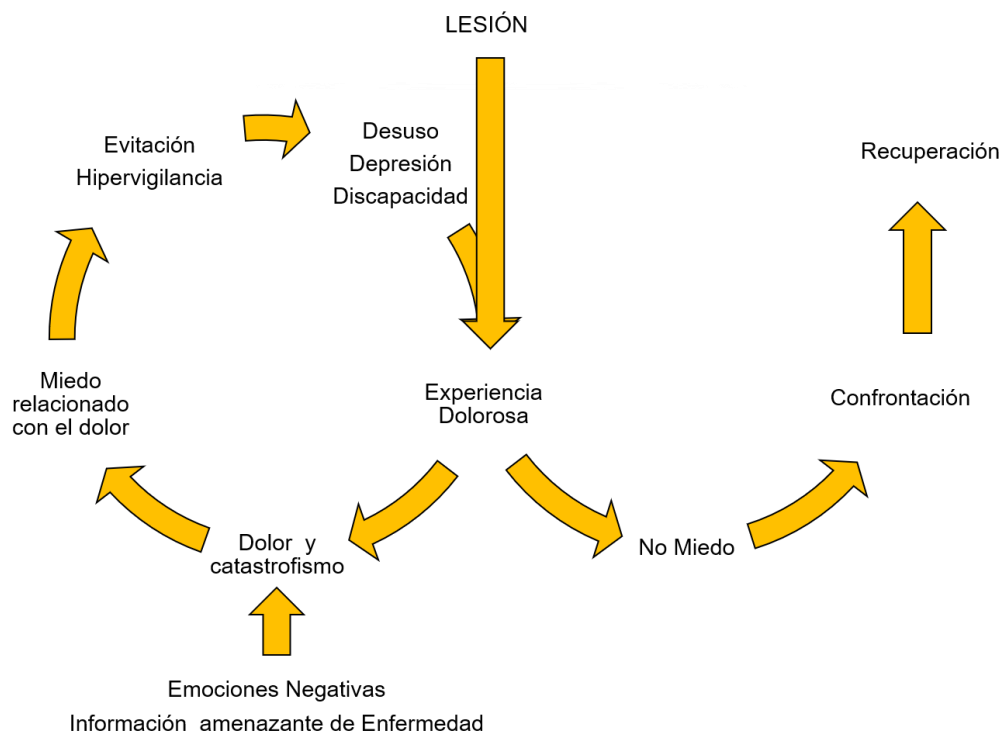 LESIÓN
Evitación
Hipervigilancia
Desuso
Depresión
Discapacidad
Recuperación
Miedo
relacionado
con el dolor
Experiencia
Dolorosa
Confrontación
Dolor y
catastrofismo
No Miedo
Emociones Negativas
Información amenazante de Enfermedad